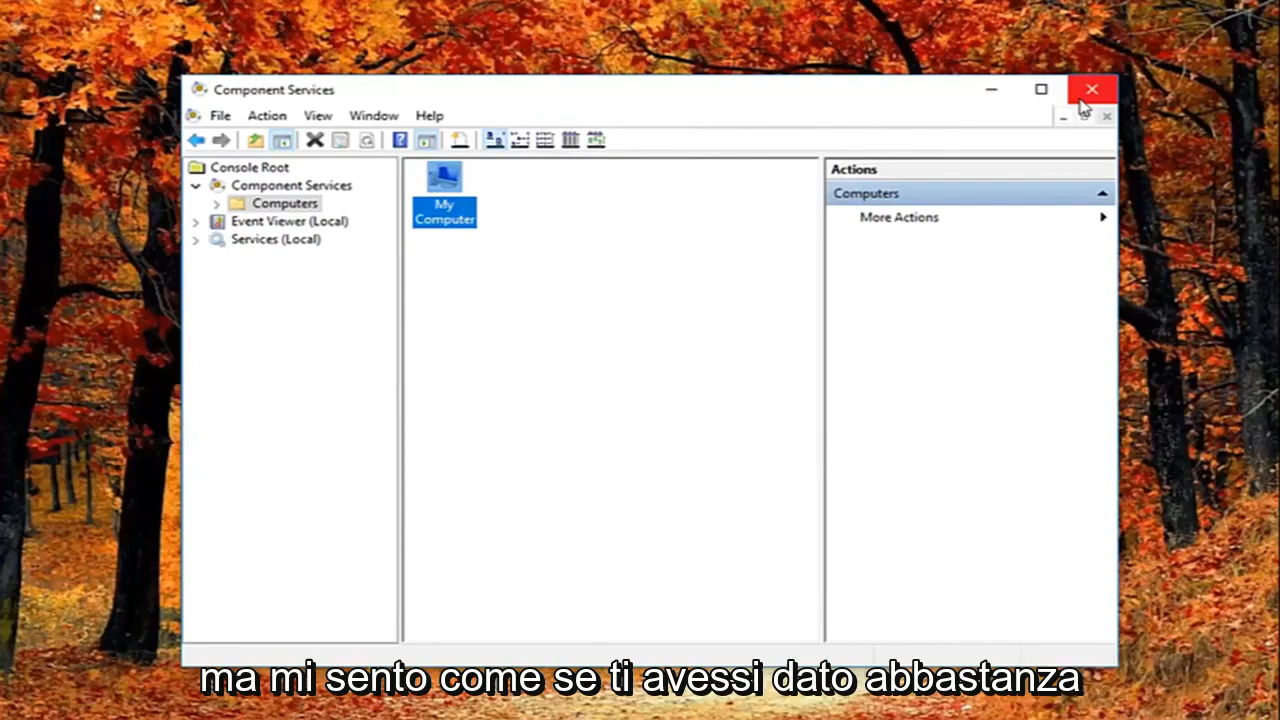 Component Services
File Action View Window Help
Console Root
Component Services
Computers
Event Viewer (Local)
Services (Local)
My
Computer
Actions
Computers
More Actions
ma mi sento come se ti avessi dato abbastanza